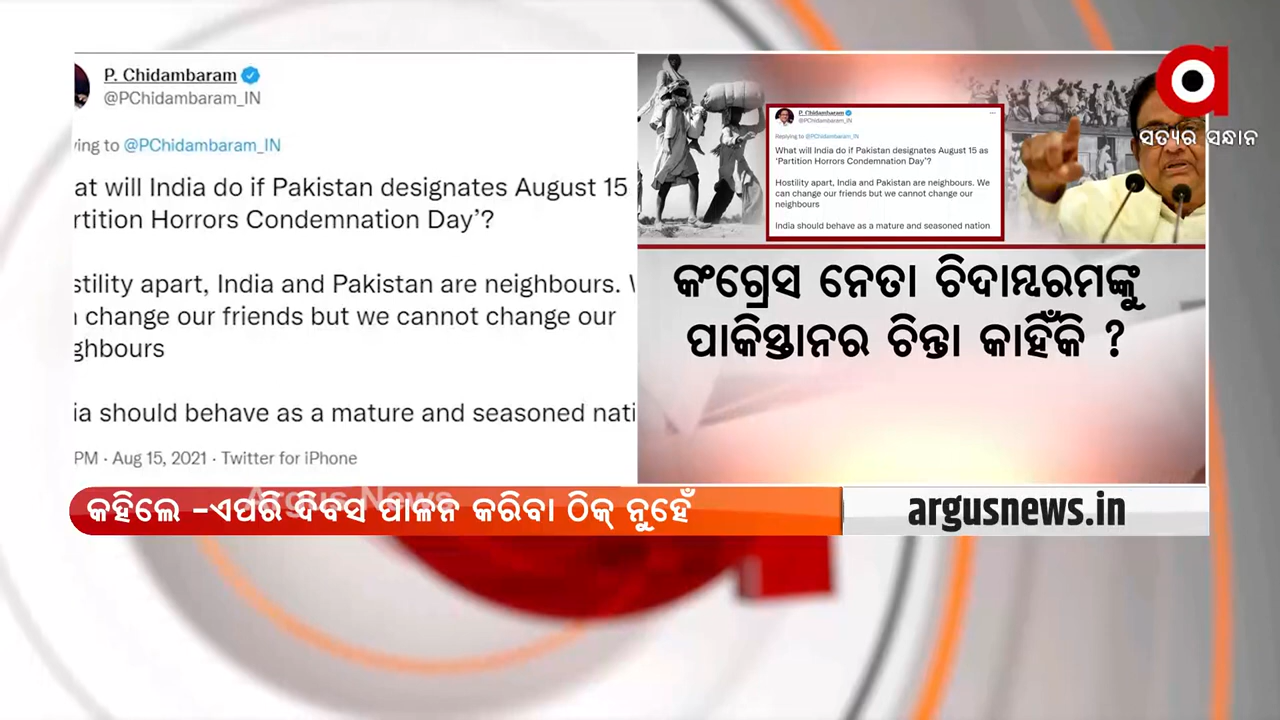 P. Chidambaram
@PChidambaram_IN
ying to @PChidambaram_IN
at will India do if Pakistan designates August 15
rtition Horrors Condemnation Day’?
stility apart, India and Pakistan are neighbours.
change our friends but we cannot change our
ghbours
ia should behave as a mature and seasoned nati
PM · Aug 15, 2021 · Twitter for iPhone
P. Chidambaram
@PChidambaram_IN
Replying to @PChidambaram_IN
What will India do if Pakistan designates August 15 as
‘Partition Horrors Condemnation Day’?
Hostility apart, India and Pakistan are neighbours. We
can change our friends but we cannot change our
neighbours
India should behave as a mature and seasoned nation
ସତ୍ୟର ସନ୍ଧାନ
କଂଗ୍ରେସ ନେତା ଚିଦାମ୍ବରମଙ୍କୁ
ପାକିସ୍ତାନର ଚିନ୍ତା କାହିଁକି ?
Argus News
କହିଲେ –ଏପରି ଦିବସ ପାଳନ କରିବା ଠିକ୍ ନୁହେଁ
argusnews.in